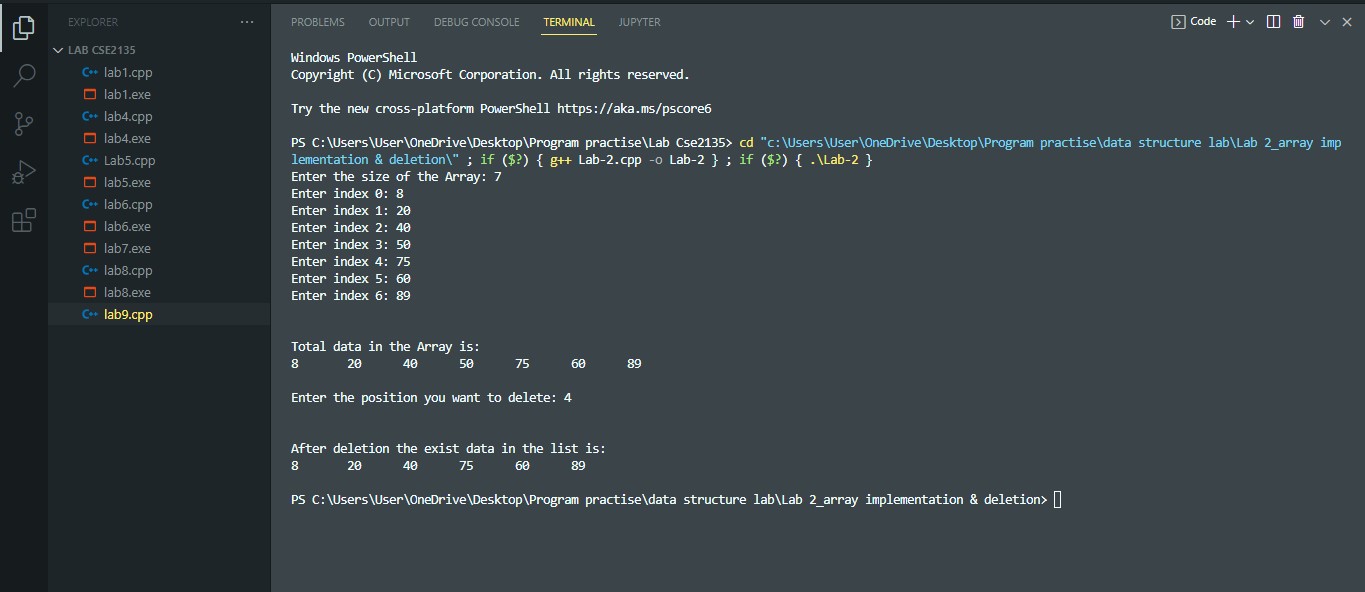 EXPLORER
LAB CSE2135
lab1.cpp
lab1.exe
lab4.cpp
lab4.exe
Lab5.cpp
lab5.exe
lab6.cpp
lab6.exe
lab7.exe
lab8.cpp
lab8.exe
lab9.cpp
PROBLEMS OUTPUT DEBUG CONSOLE TERMINAL JUPYTER Code
Windows PowerShell
Copyright (C) Microsoft Corporation. All rights reserved.
Try the new cross-platform PowerShell https://aka.ms/pscore6
PS C:\Users\User\OneDrive\Desktop\Program practise\Lab Cse2135> cd "c:\Users\User\OneDrive\Desktop\Program practise\data structure lab\Lab 2_array imp
lementation & deletion\" ; if ($?) { g++ Lab-2.cpp -o Lab-2 } ; if ($?) { .\Lab-2 }
Enter the size of the Array: 7
Enter index 0: 8
Enter index 1: 20
Enter index 2: 40
Enter index 3: 50
Enter index 4: 75
Enter index 5: 60
Enter index 6: 89
Total data in the Array is:
8 20 40 50 75 60 89
Enter the position you want to delete: 4
After deletion the exist data in the list is:
8 20 40 75 60 89
PS C:\Users\User\OneDrive\Desktop\Program practise\data structure lab\Lab 2_array implementation & deletion>